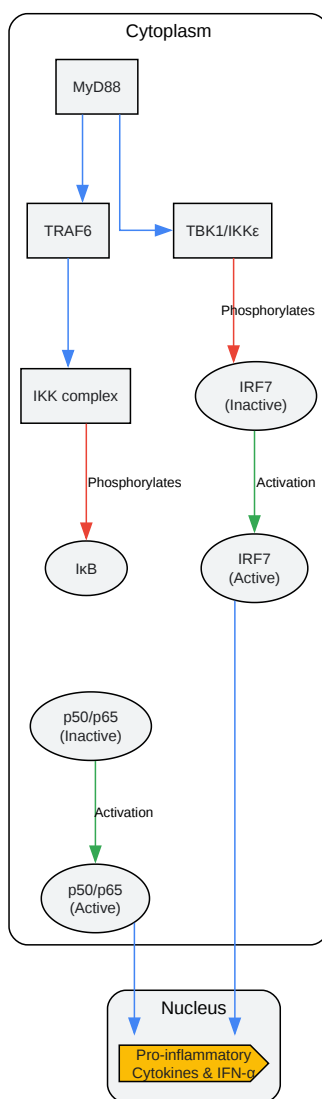 Cytoplasm
MyD88
TRAF6
TBK1/IKKε
Phosphorylates
IKK complex
IRF7
(Inactive)
Phosphorylates
Activation
IκB
IRF7
(Active)
p50/p65
(Inactive)
Activation
p50/p65
(Active)
Nucleus
Pro-inflammatory
Cytokines & IFN-α